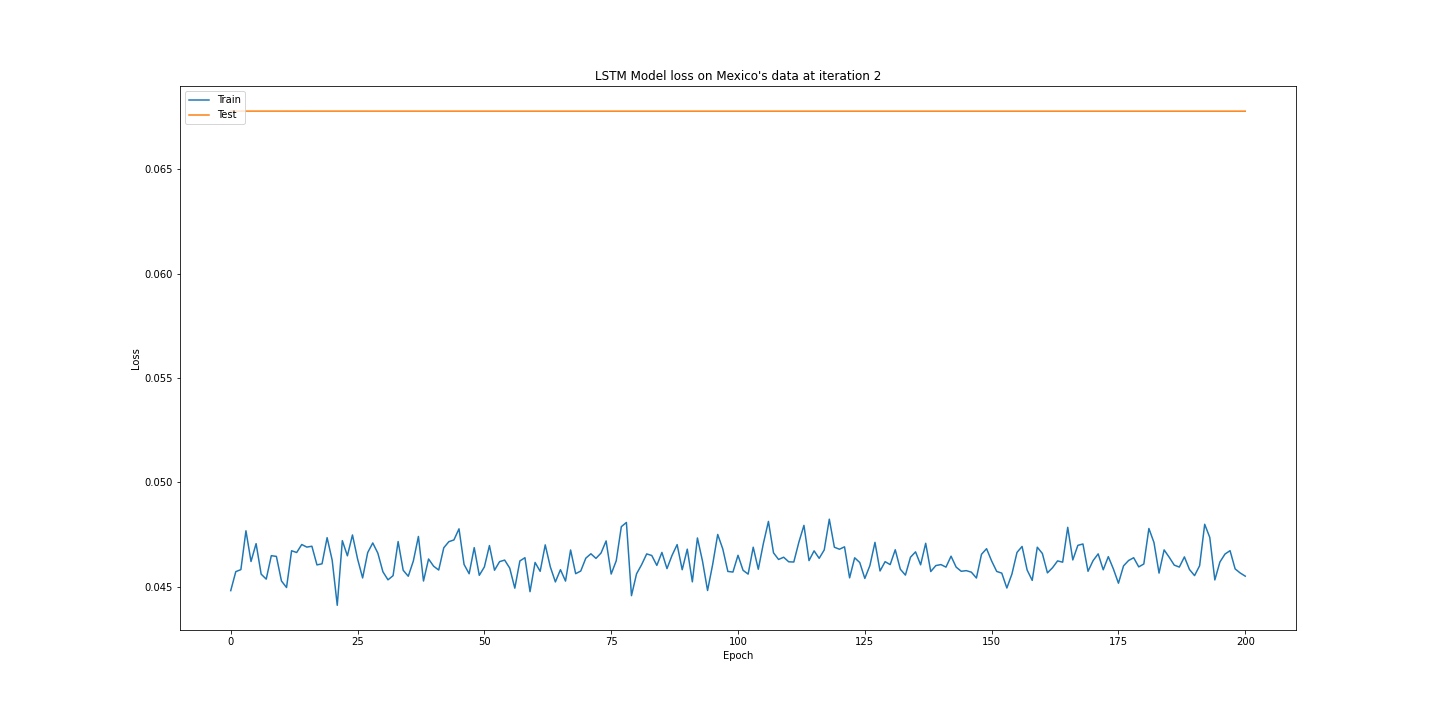 LSTM Model loss on Mexico's data at iteration 2
Train
Test
0.065
0.060
0.055
0.050
0.045
Loss
0 25 50 75 100 125 150 175 200
Epoch